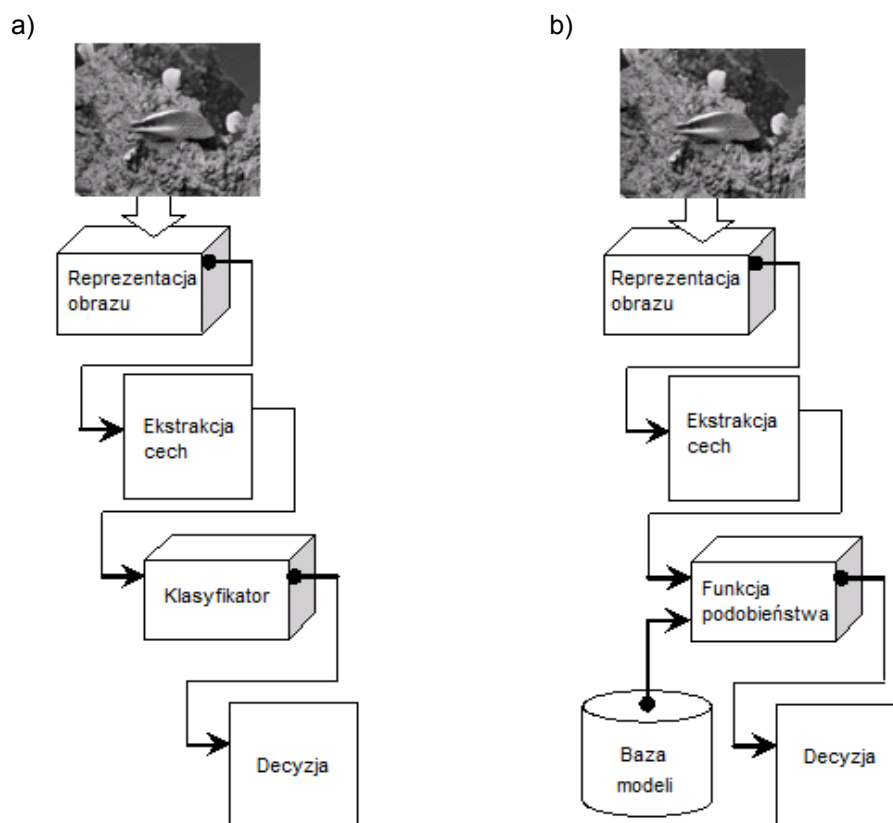 a)
Reprezentacja
obrazu
Ekstrakcja
cech
Klasyfikator
Decyzja
b)
Reprezentacja
obrazu
Ekstrakcja
cech
Funkcja
podobieństwa
Baza
modeli
Decyzja